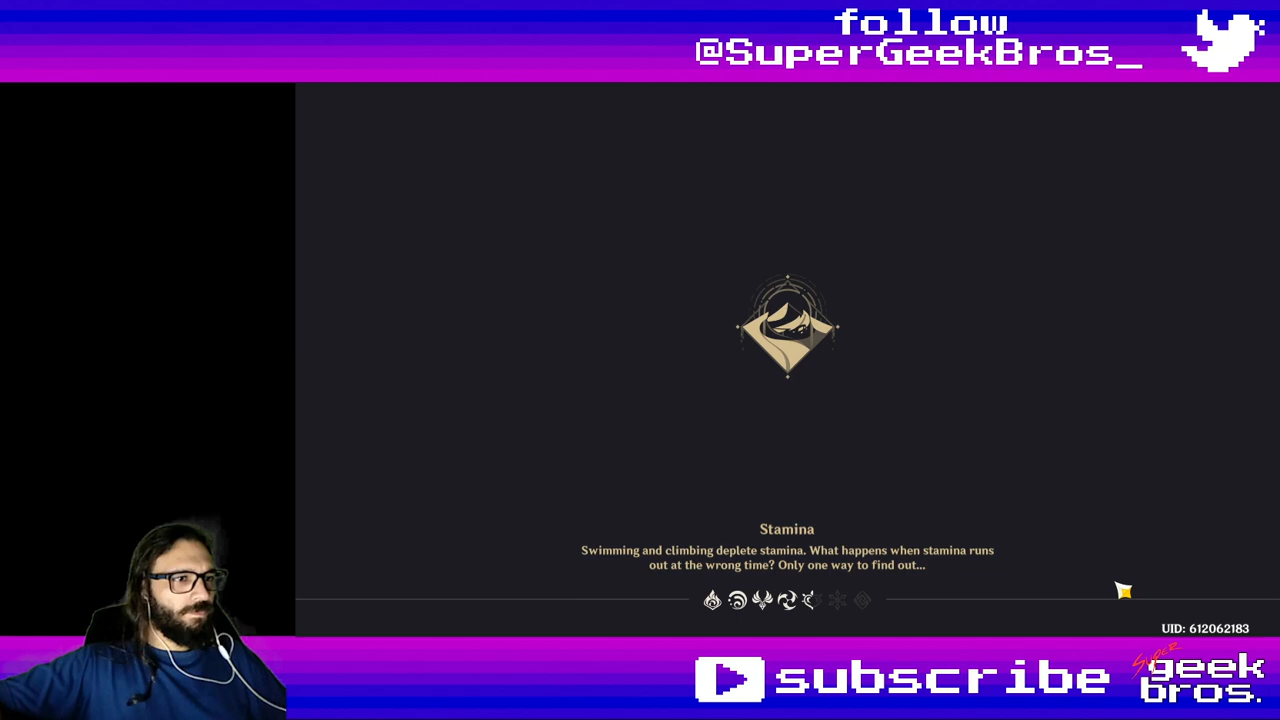 follow
@SuperGeekBros_
Stamina
Swimming and climbing deplete stamina. What happens when stamina runs
out at the wrong time? Only one way to find out...
UID: 612062183
subscribe
SUPER
geek
bros.